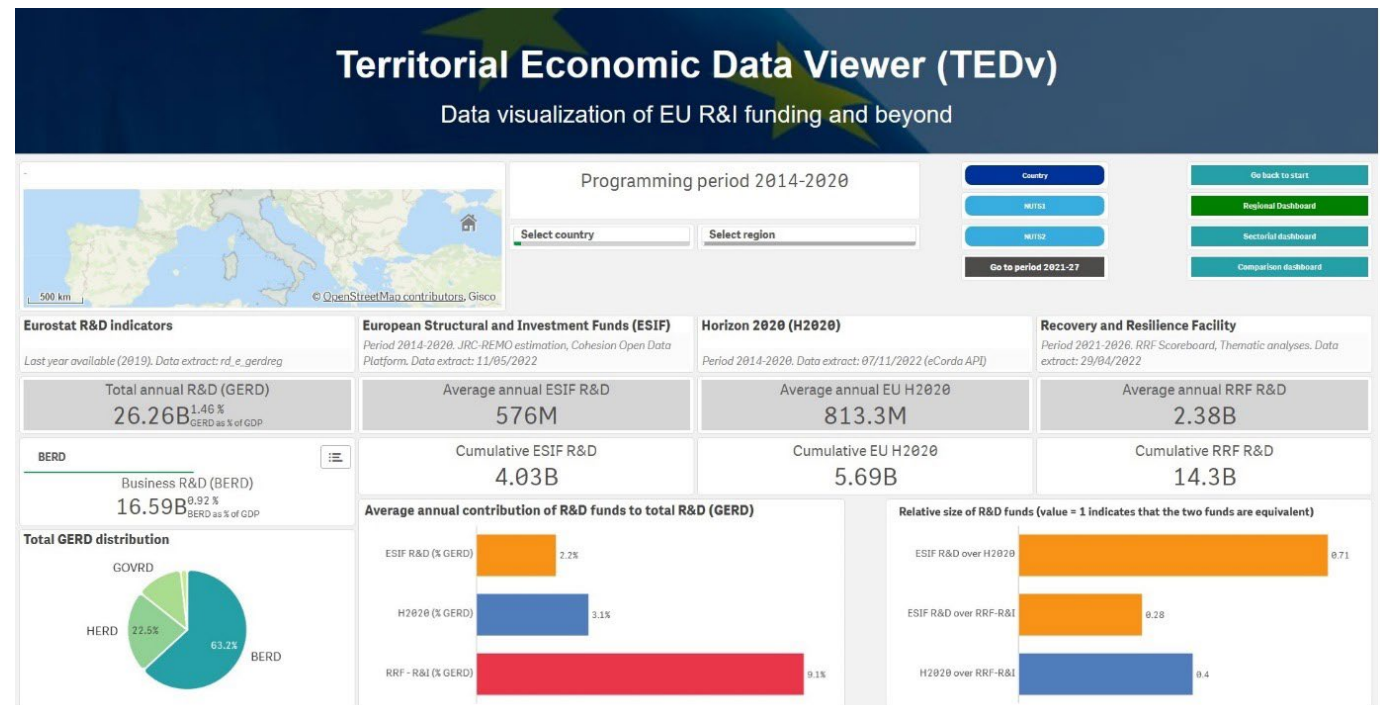 Territorial Economic Data Viewer (TEDv)
Data visualization of EU R&I funding and beyond
-
500 km
© OpenStreetMap contributors, Gisco
Programming period 2014-2020
Select country
Select region
Country
NUTS1
NUTS2
Go to period 2021-27
Go back to start
Regional Dashboard
Sectorial dashboard
Comparison dashboard
Eurostat R&D indicators
Last year available (2019). Data extract: rd_e_gerdreg
European Structural and Investment Funds (ESIF)
Period 2014-2020. JRC-REMO estimation, Cohesion Open Data
Platform. Data extract: 11/05/2022
Horizon 2020 (H2020)
Period 2014-2020. Data extract: 07/11/2022 (eCorda API)
Recovery and Resilience Facility
Period 2021-2026. RRF Scoreboard, Thematic analyses. Data
extract: 29/04/2022
Total annual R&D (GERD)
26.26B 1.46 %
GERD as % of GDP
Average annual ESIF R&D
576M
Average annual EU H2020
813.3M
Average annual RRF R&D
2.38B
BERD
Business R&D (BERD)
16.59B 0.92 %
BERD as % of GDP
Cumulative ESIF R&D
4.03B
Cumulative EU H2020
5.69B
Cumulative RRF R&D
14.3B
Total GERD distribution
GOVRD
HERD
22.5%
63.2%
BERD
Average annual contribution of R&D funds to total R&D (GERD)
ESIF R&D (% GERD)
2.2%
H2020 (% GERD)
3.1%
RRF - R&I (% GERD)
9.1%
Relative size of R&D funds (value = 1 indicates that the two funds are equivalent)
ESIF R&D over H2020
0.71
ESIF R&D over RRF-R&I
0.28
H2020 over RRF-R&I
0.4